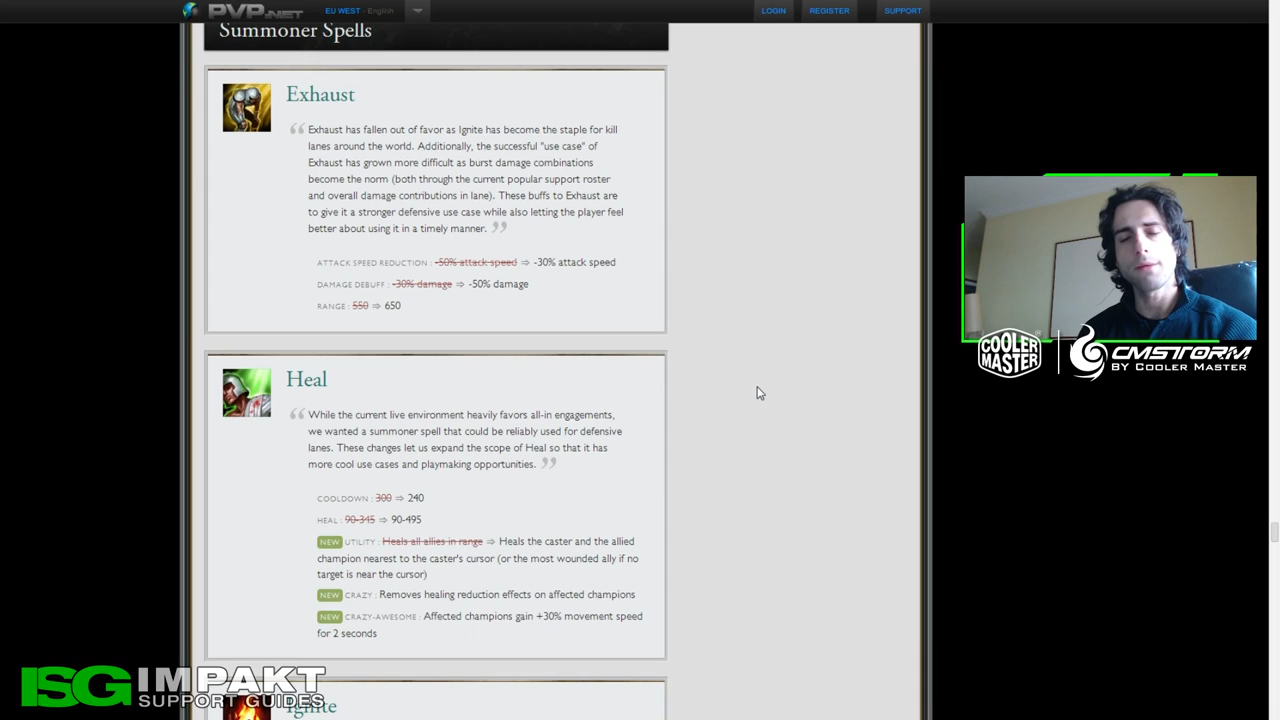 PVP.NET EU WEST - English LOGIN REGISTER SUPPORT
Summoner Spells
Exhaust
“ Exhaust has fallen out of favor as Ignite has become the staple for kill
lanes around the world. Additionally, the successful "use case" of
Exhaust has grown more difficult as burst damage combinations
become the norm (both through the current popular support roster
and overall damage contributions in lane). These buffs to Exhaust are
to give it a stronger defensive use case while also letting the player feel
better about using it in a timely manner. ”
ATTACK SPEED REDUCTION : -50% attack speed ⇒ -30% attack speed
DAMAGE DEBUFF : -30% damage ⇒ -50% damage
RANGE : 550 ⇒ 650
Heal
“ While the current live environment heavily favors all-in engagements,
we wanted a summoner spell that could be reliably used for defensive
lanes. These changes let us expand the scope of Heal so that it has
more cool use cases and playmaking opportunities. ”
COOLDOWN : 300 ⇒ 240
HEAL : 90-345 ⇒ 90-495
NEW UTILITY : Heals all allies in range ⇒ Heals the caster and the allied
champion nearest to the caster's cursor (or the most wounded ally if no
target is near the cursor)
NEW CRAZY : Removes healing reduction effects on affected champions
NEW CRAZY-AWESOME : Affected champions gain +30% movement speed
for 2 seconds
Ignite
COOLER
MASTER
CMSTORM
BY COOLER MASTER
ISG IMPAKT
SUPPORT GUIDES